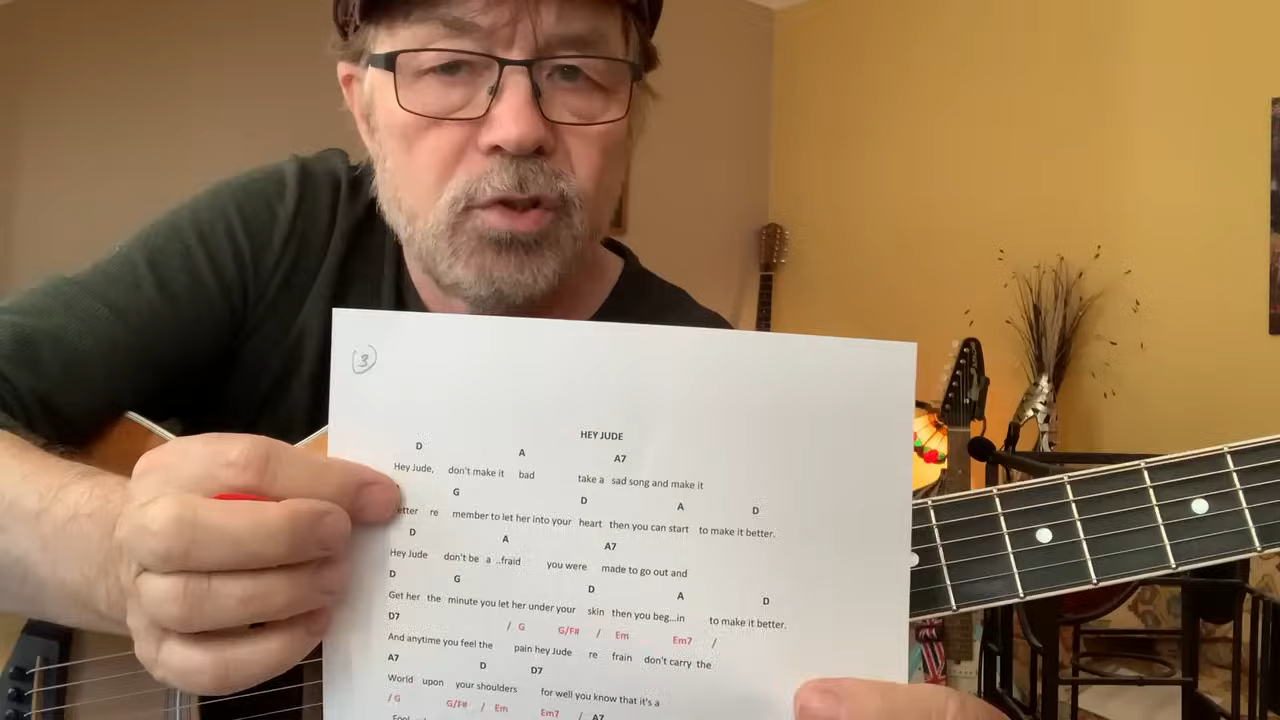 3
HEY JUDE
D A A7
Hey Jude, don't make it bad take a sad song and make it
G D A D
etter re member to let her into your heart then you can start to make it better.
D A A7
Hey Jude don't be a ..fraid you were made to go out and
D G D A D
Get her the minute you let her under your skin then you beg...in to make it better.
D7 / G G/F# / Em Em7 /
And anytime you feel the pain hey Jude re frain don't carry the
A7 D D7
World upon your shoulders for well you know that it's a
/ G G/F# / Em Em7 / A7